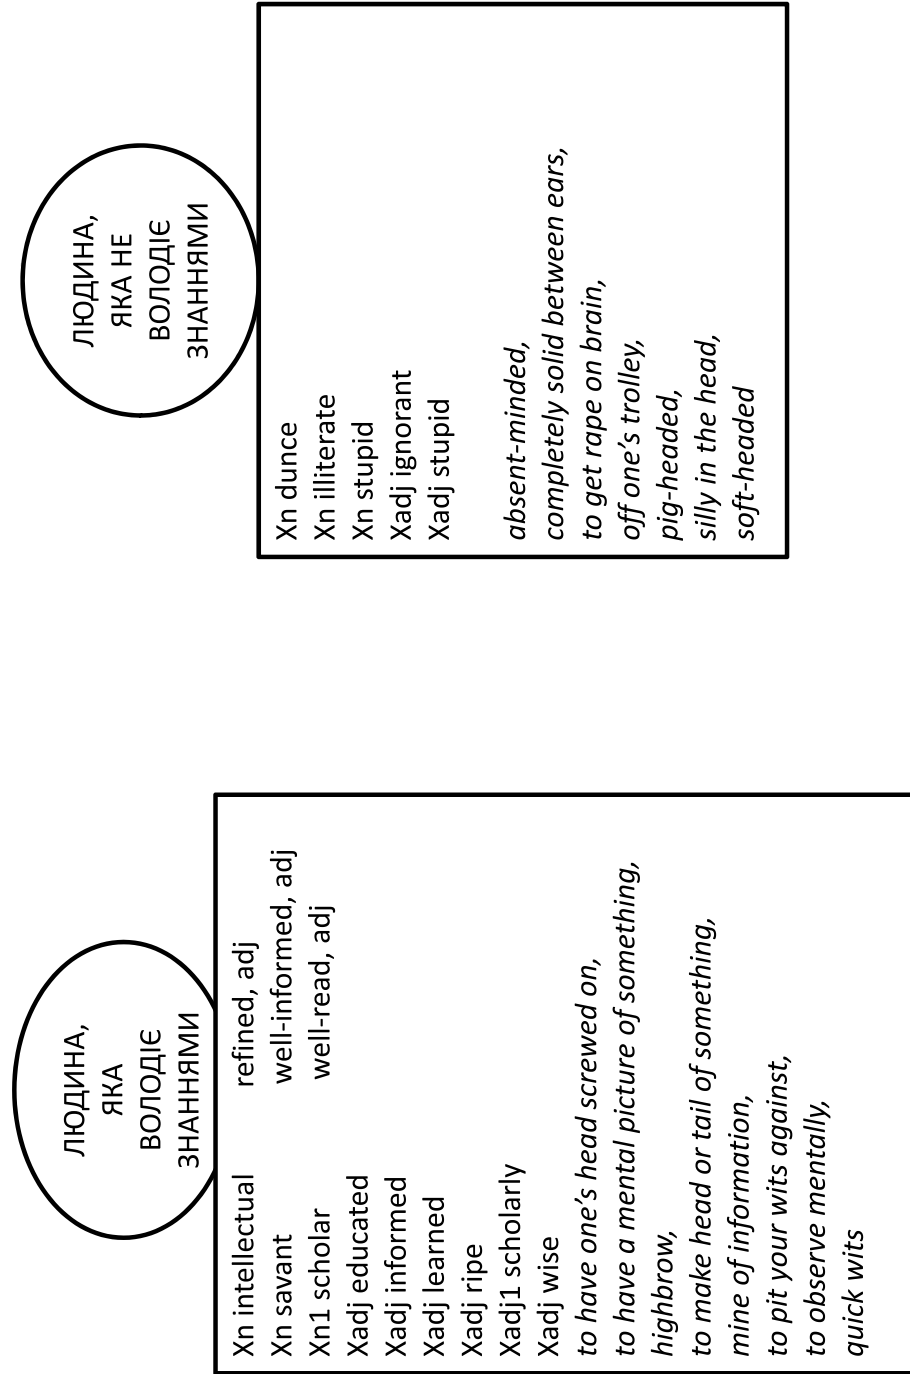 ЛЮДИНА,
ЯКА
ВОЛОДІЄ
ЗНАННЯМИ
Xn intellectual
Xn savant
Xn1 scholar
Xadj educated
Xadj informed
Xadj learned
Xadj ripe
Xadj1 scholarly
Xadj wise
refined, adj
well-informed, adj
well-read, adj
to have one’s head screwed on,
to have a mental picture of something,
highbrow,
to make head or tail of something,
mine of information,
to pit your wits against,
to observe mentally,
quick wits
ЛЮДИНА,
ЯКА НЕ
ВОЛОДІЄ
ЗНАННЯМИ
Xn dunce
Xn illiterate
Xn stupid
Xadj ignorant
Xadj stupid
absent-minded,
completely solid between ears,
to get rape on brain,
off one’s trolley,
pig-headed,
silly in the head,
soft-headed